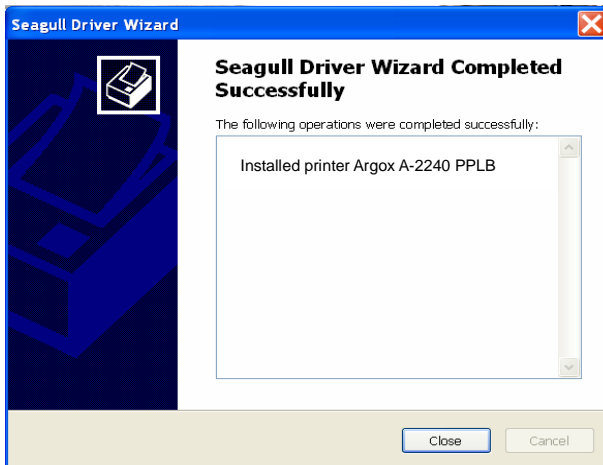 Seagull Driver Wizard
Seagull Driver Wizard Completed
Successfully
The following operations were completed successfully:
Installed printer Argox A-2240 PPLB
Close
Cancel